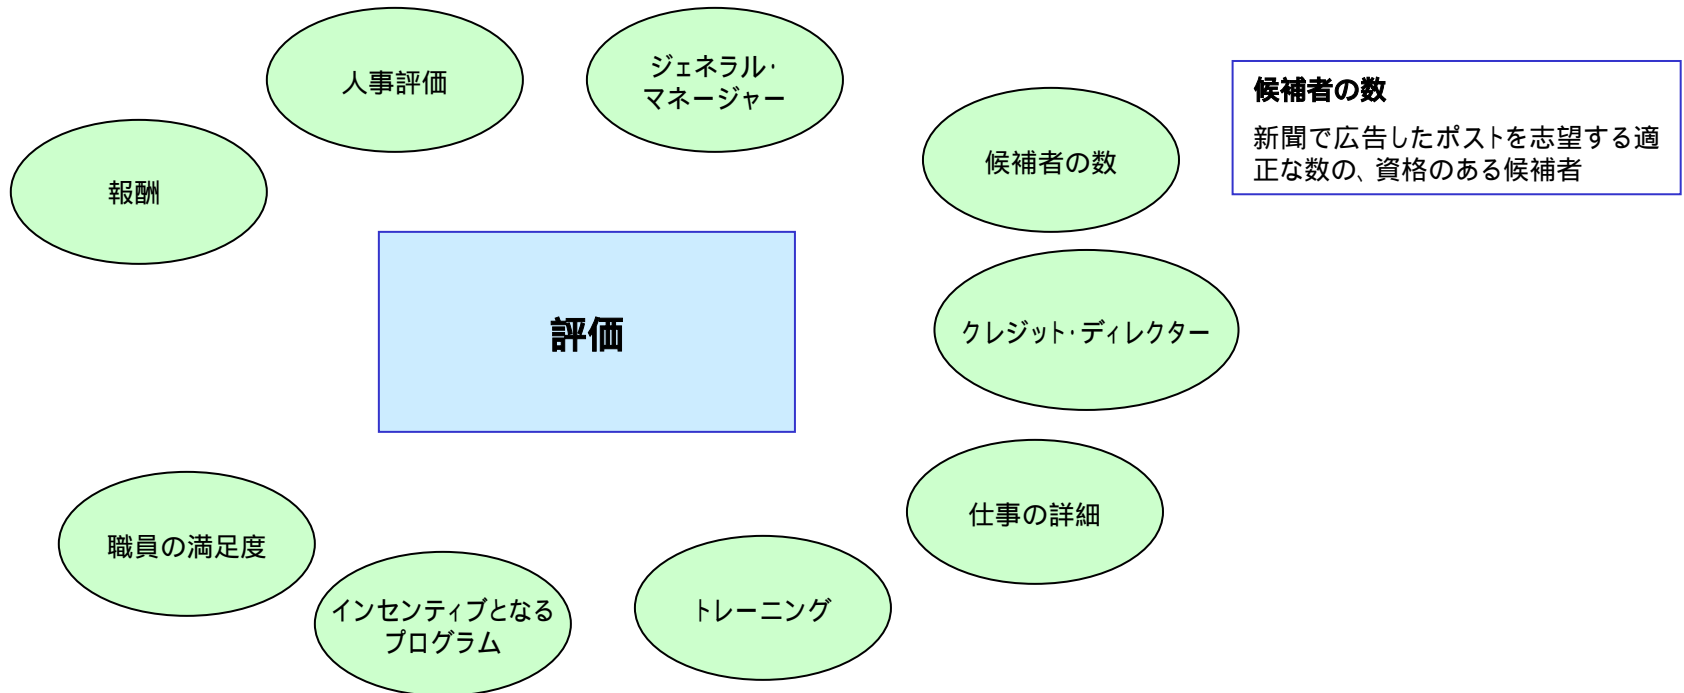 人事評価
ジェネラル・
マネージャー
候補者の数
新聞で広告したポストを志望する適
正な数の、資格のある候補者
候補者の数
報酬
評価
クレジット・ディレクター
仕事の詳細
職員の満足度
インセンティブとなる
プログラム
トレーニング